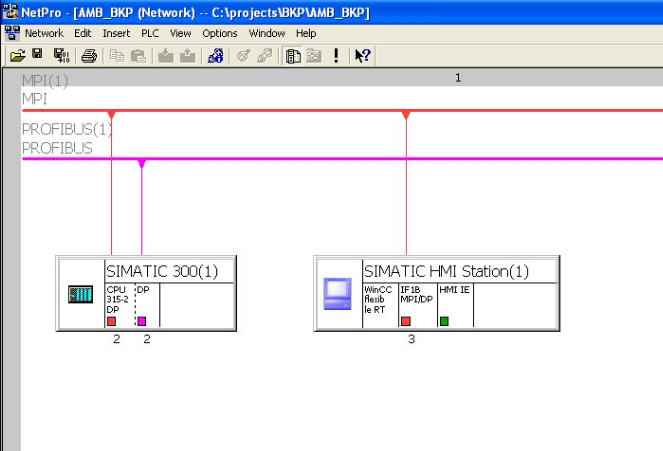 NetPro - [AMB_BKP (Network) -- C:\projects\BKP\AMB_BKP]
Network Edit Insert PLC View Options Window Help
1
MPI(1)
MPI
PROFIBUS(1)
PROFIBUS
SIMATIC 300(1)
CPU
315-2
DP
DP
2 2
SIMATIC HMI Station(1)
WinCC
flexib
le RT
IF1B
MPI/DP
HMI IE
3